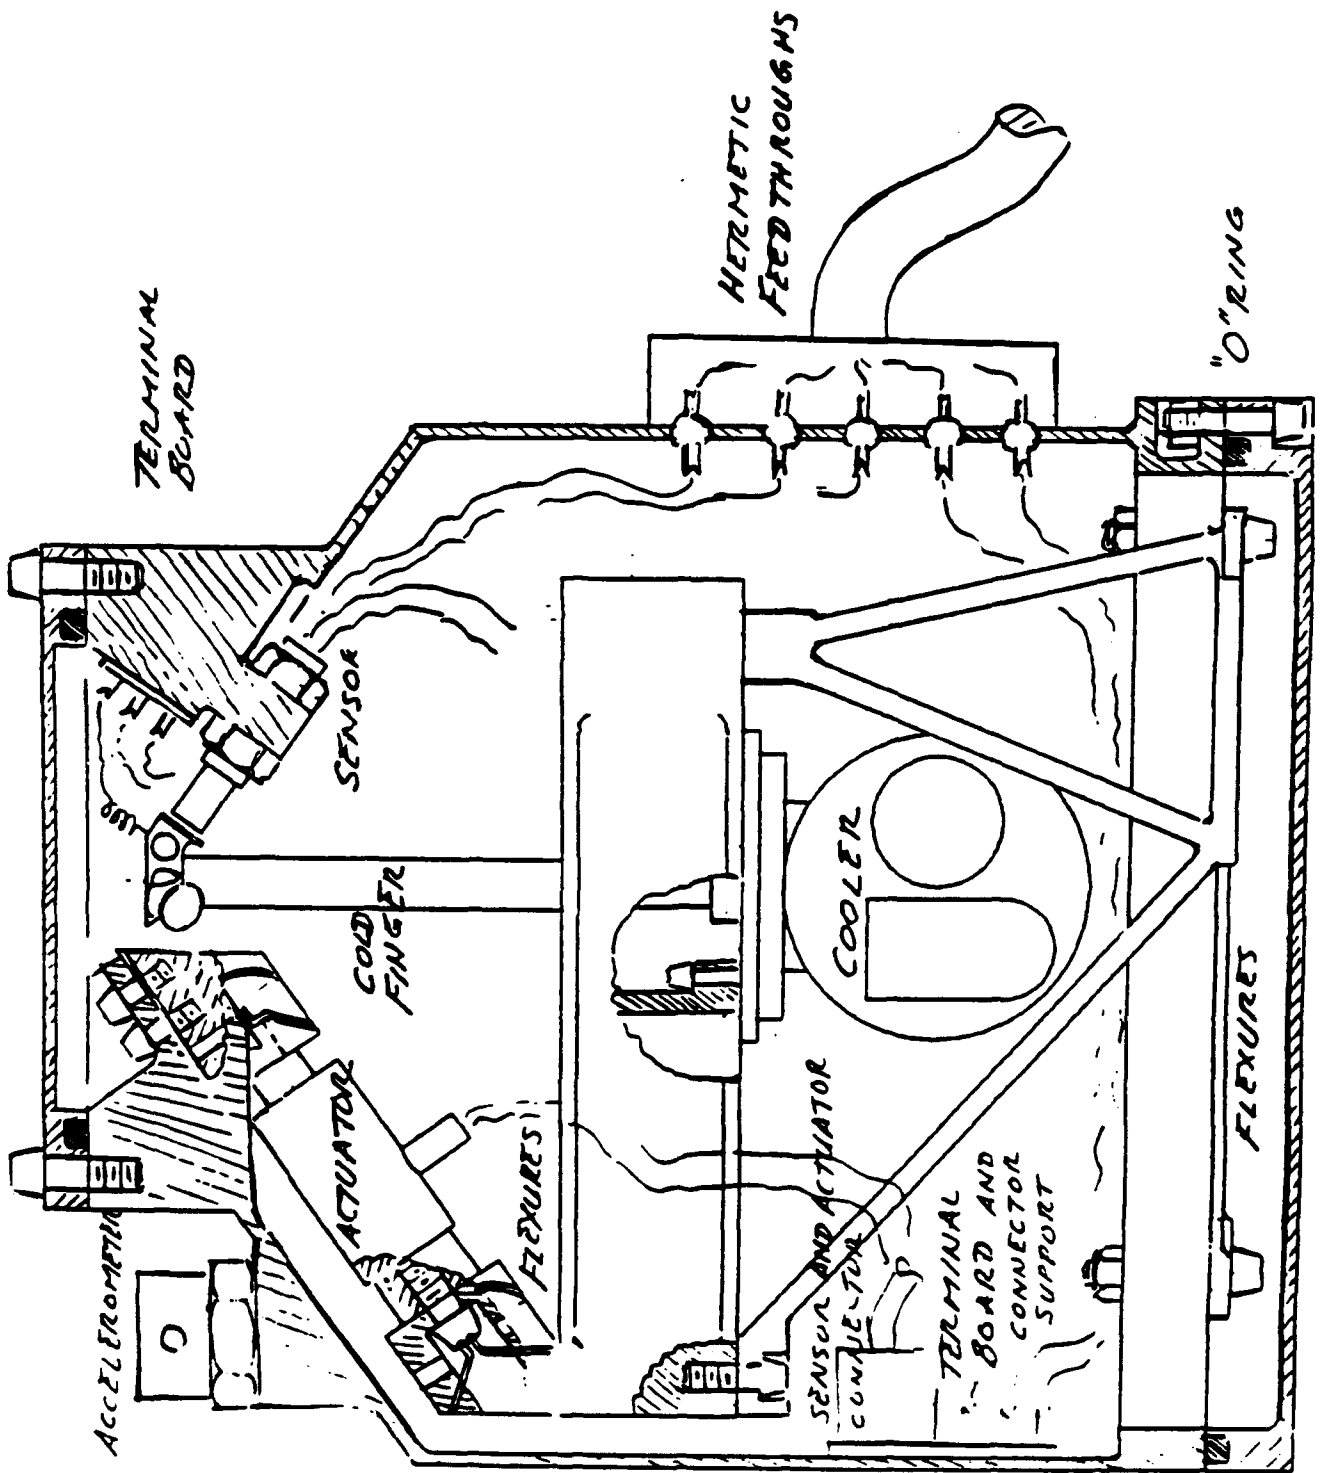 ACCELEROMETER
TERMINAL
BOARD
ACTUATOR
SENSOR
COLD
FINGER
FLEXURES
HERMETIC
FEEDTHROUGHS
SENSOR AND ACTUATOR
CONNECTOR
COOLER
TERMINAL
BOARD AND
CONNECTOR
SUPPORT
"O" RING
FLEXURES